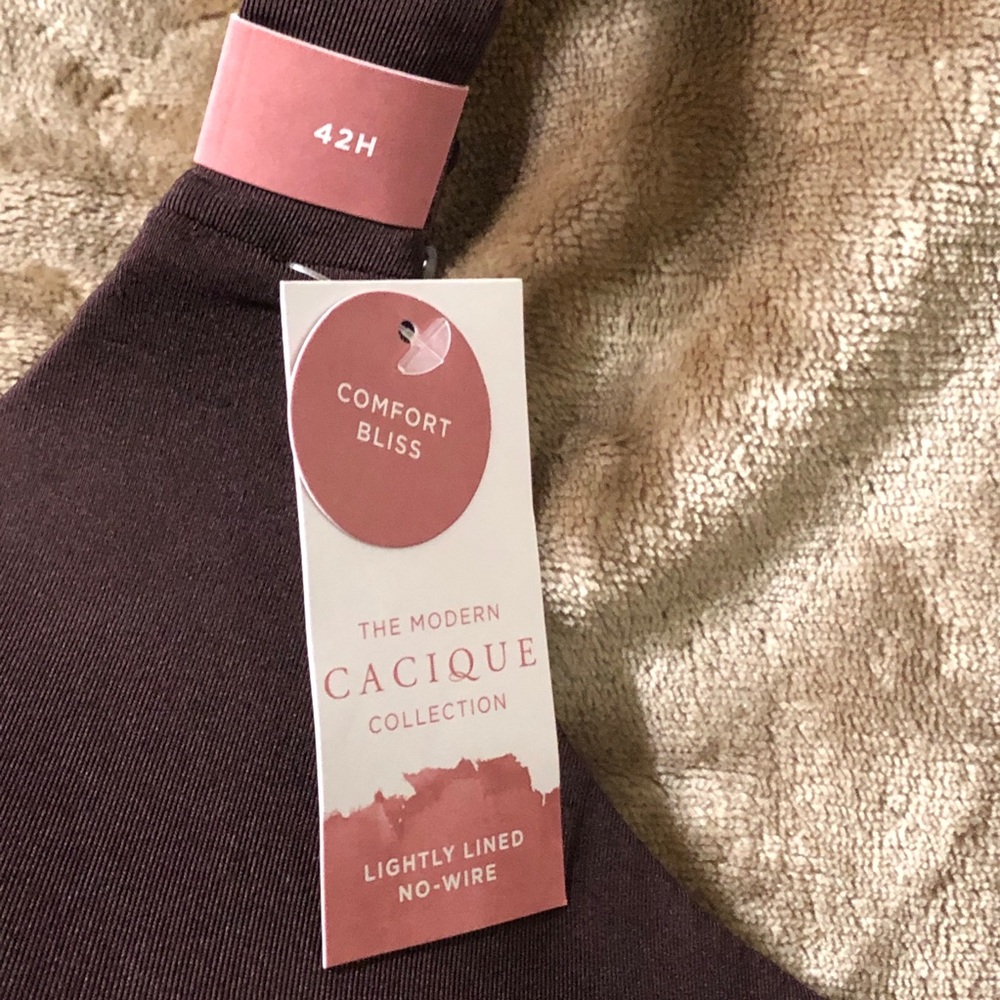 42H
COMFORT
BLISS
THE MODERN
CACIQUE
COLLECTION
LIGHTLY LINED
NO-WIRE